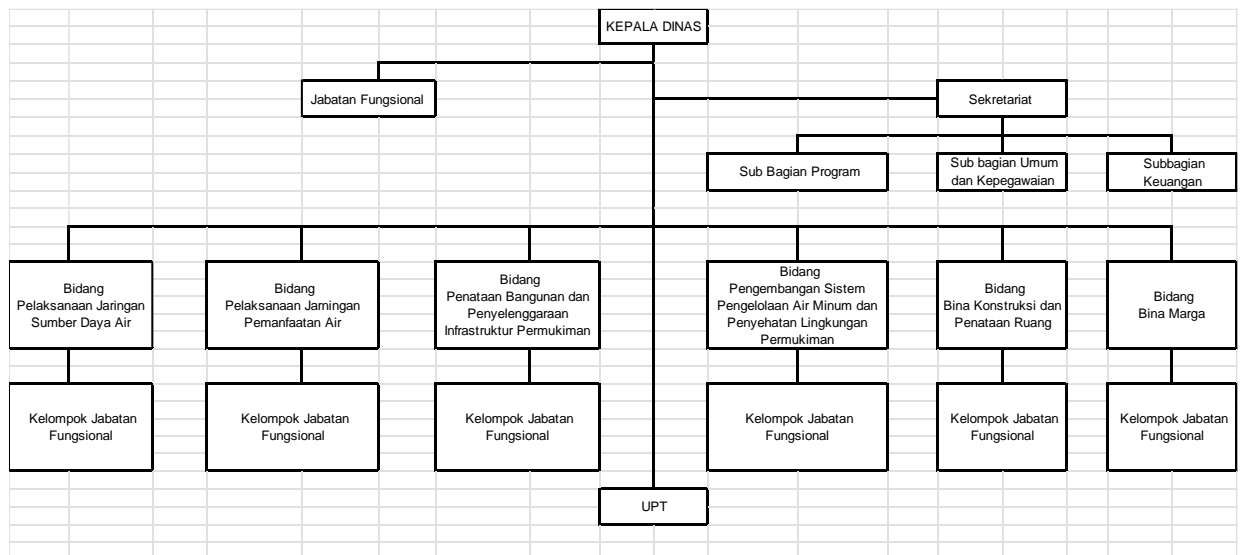 KEPALA DINAS
Jabatan Fungsional
Sekretariat
Sub Bagian Program
Sub bagian Umum
dan Kepegawaian
Subbagian
Keuangan
Bidang
Pelaksanaan Jaringan
Sumber Daya Air
Bidang
Pelaksanaan Jarningan
Pemanfaatan Air
Bidang
Penataan Bangunan dan
Penyelenggaraan
Infrastruktur Permukiman
Bidang
Pengembangan Sistem
Pengelolaan Air Minum dan
Penyehatan Lingkungan
Permukiman
Bidang
Bina Konstruksi dan
Penataan Ruang
Bidang
Bina Marga
Kelompok Jabatan
Fungsional
Kelompok Jabatan
Fungsional
Kelompok Jabatan
Fungsional
Kelompok Jabatan
Fungsional
Kelompok Jabatan
Fungsional
Kelompok Jabatan
Fungsional
UPT